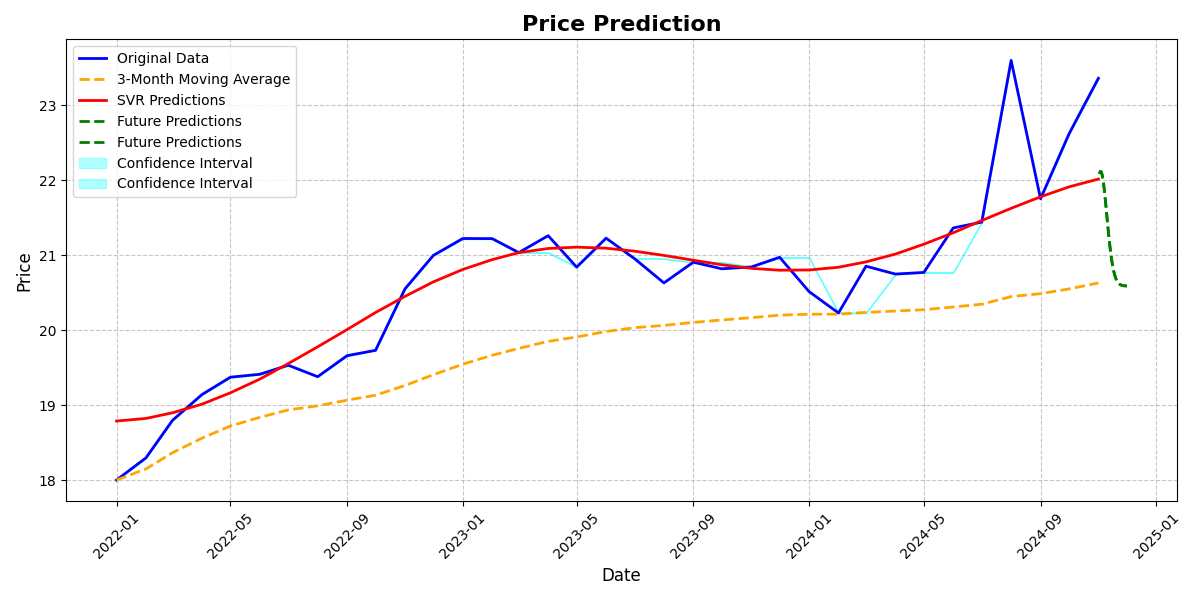 Price Prediction
Original Data
3-Month Moving Average
SVR Predictions
Future Predictions
Future Predictions
Confidence Interval
Confidence Interval
Price
23
22
21
20
19
18
2022-01
2022-05
2022-09
2023-01
2023-05
2023-09
2024-01
2024-05
2024-09
2025-01
Date